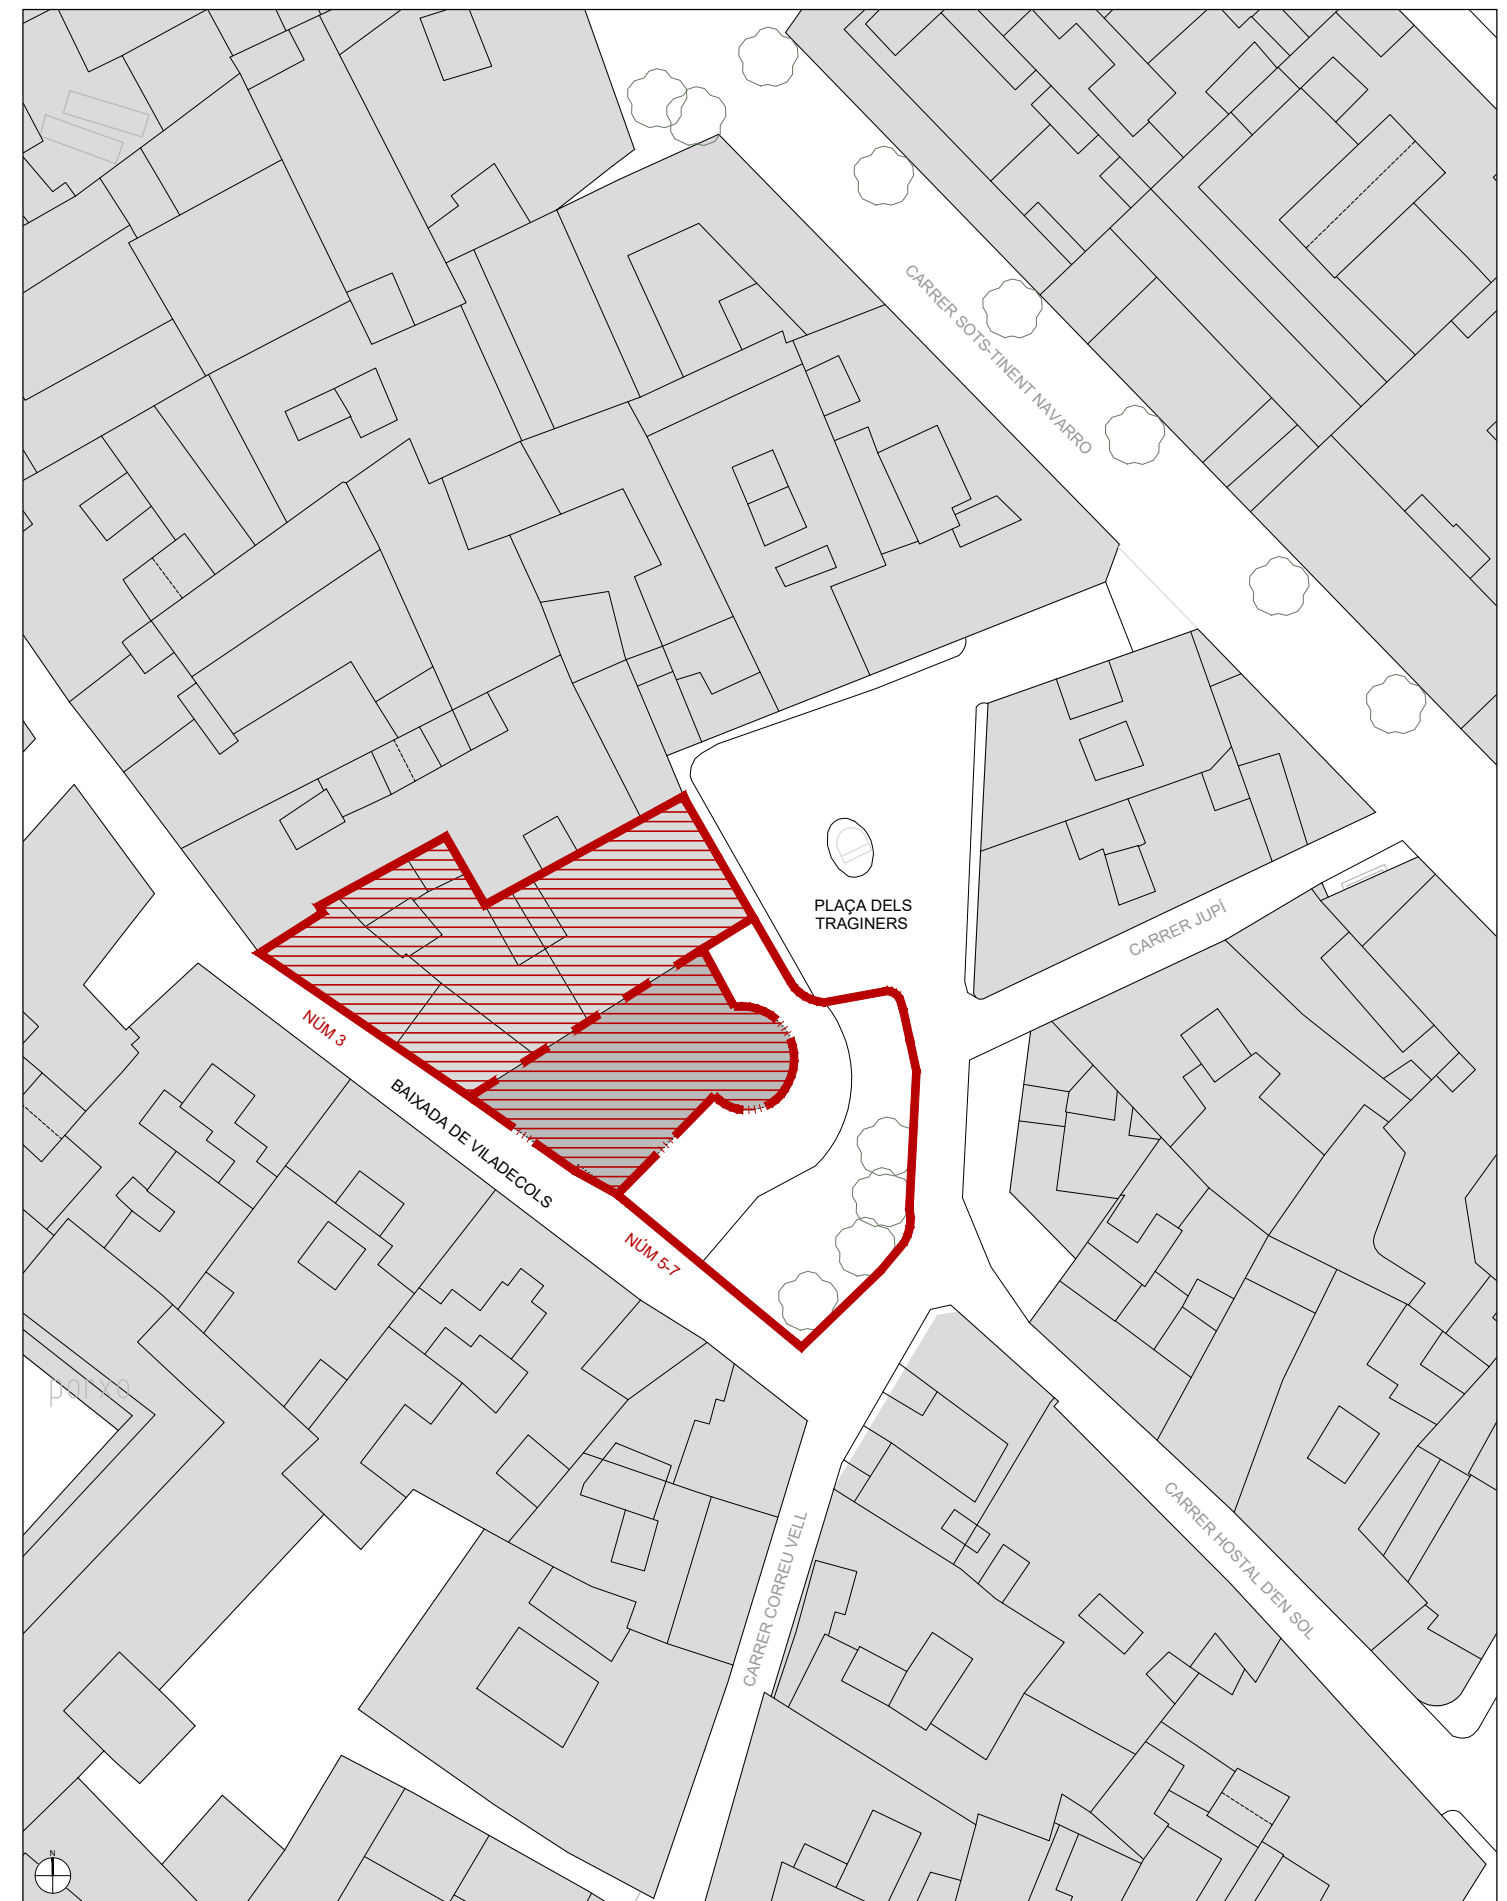 CARRER SOTS-TINENT NAVARRO
PLAÇA DELS
TRAGINERS
CARRER JUPÍ
NÚM 3
BAIXADA DE VILADECOLS
NÚM 5-7
porxo
CARRER CORREU VELL
CARRER HOSTAL D'EN SOL
N